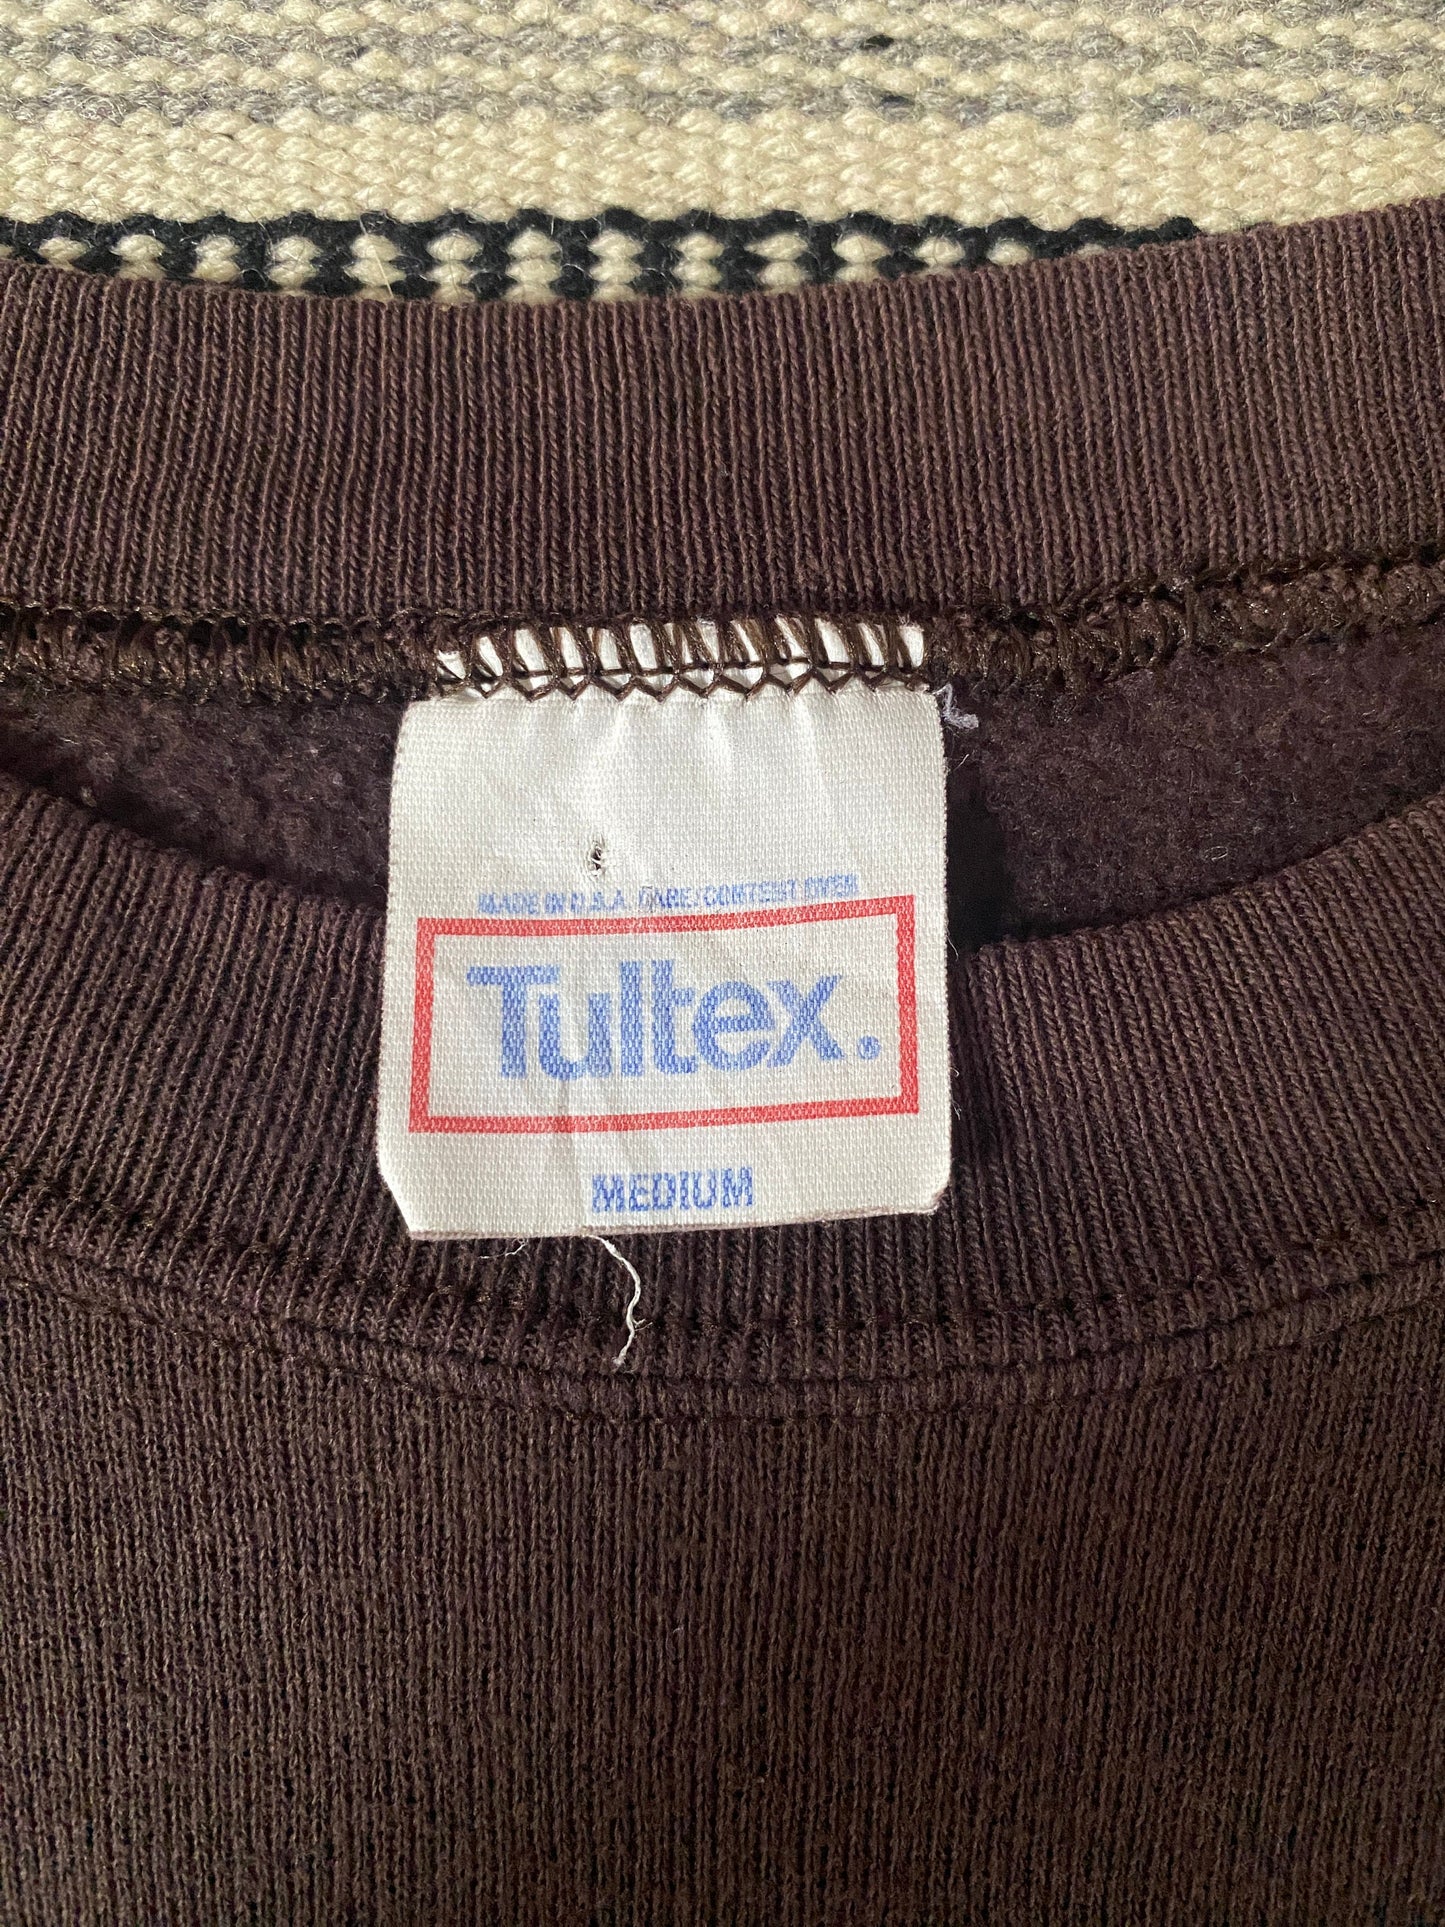 MADE IN U.S.A. CARE/CONTENT OVER
Tultex®
MEDIUM